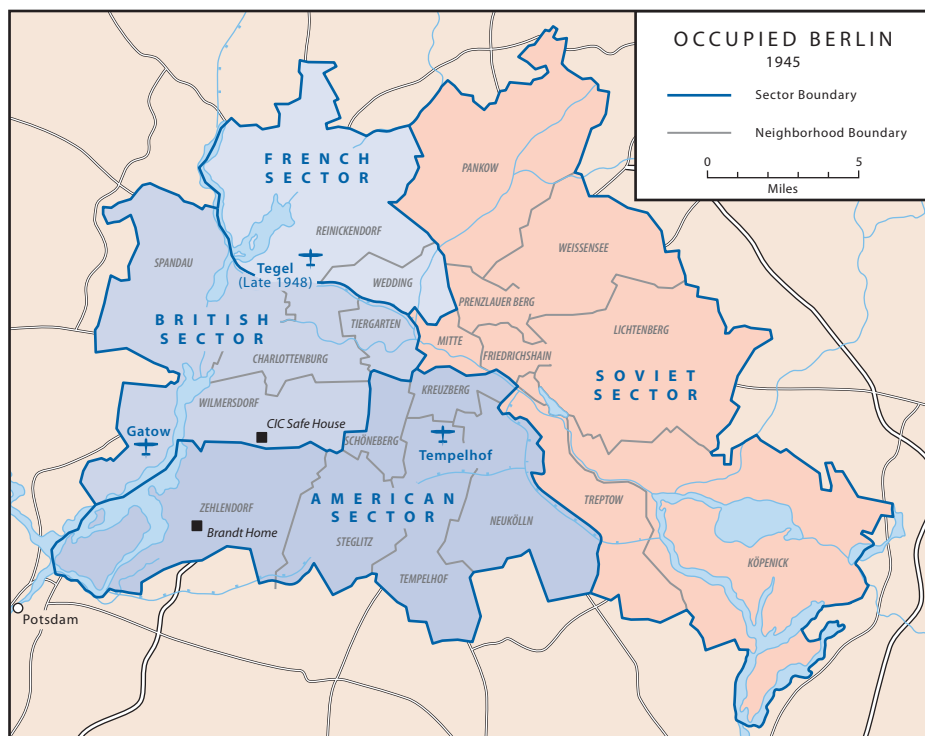 OCCUPIED BERLIN
1945
Sector Boundary
Neighborhood Boundary
0 5
Miles
FRENCH
SECTOR
PANKOW
REINICKENDORF
WEISSENSEE
SPANDAU
Tegel
(Late 1948)
WEDDING
PRENZLAUER BERG
BRITISH
SECTOR
TIERGARTEN
MITTE
LICHTENBERG
CHARLOTTENBURG
FRIEDRICHSHAIN
SOVIET
SECTOR
KREUZBERG
WILMERSDORF
CIC Safe House
Gatow
SCHÖNEBERG
Tempelhof
AMERICAN
SECTOR
ZEHLENDORF
Brandt Home
TREPTOW
NEUKÖLLN
STEGLITZ
KÖPENICK
TEMPELHOF
Potsdam